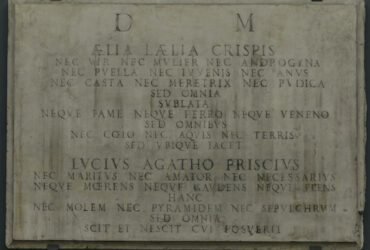 D M
ÆLIA LÆLIA CRISPIS
NEC VIR NEC MVLIER NEC ANDROGYNA
NEC PVELLA NEC IVVENIS NEC ANVS
NEC CASTA NEC MERETRIX NEC PVDICA
SED OMNIA
SVBLATA
NEQVE FAME NEQVE FERRO NEQVE VENENO
SED OMNIBVS
NEC COELO NEC AQVIS NEC TERRIS
SED VBIQVE IACET
LVCIVS AGATHO PRISCIVS
NEC MARITVS NEC AMATOR NEC NECESSARIVS
NEQVE MŒRENS NEQVE GAVDENS NEQVE FLENS
HANC
NEC MOLEM NEC PYRAMIDEM NEC SEPVLCHRVM
SED OMNIA
SCIT ET NESCIT CVI POSVERIT